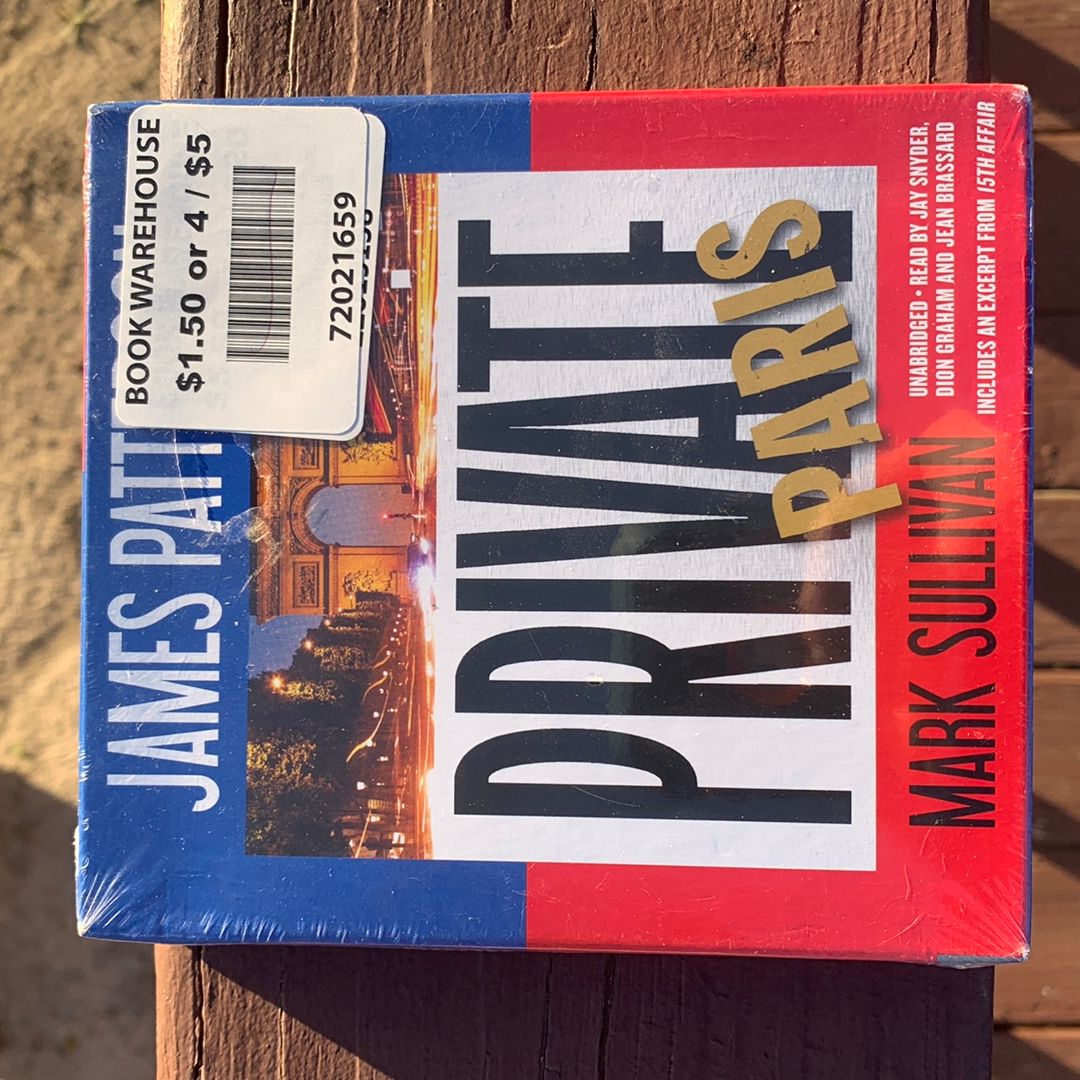 BOOK WAREHOUSE
$1.50 or 4 / $5
72021659
JAMES
PRIVATE
PARIS
MARK SULLIVAN
UNABRIDGED • READ BY JAY SNYDER,
DION GRAHAM AND JEAN BRASSARD
INCLUDES AN EXCERPT FROM 15TH AFFAIR